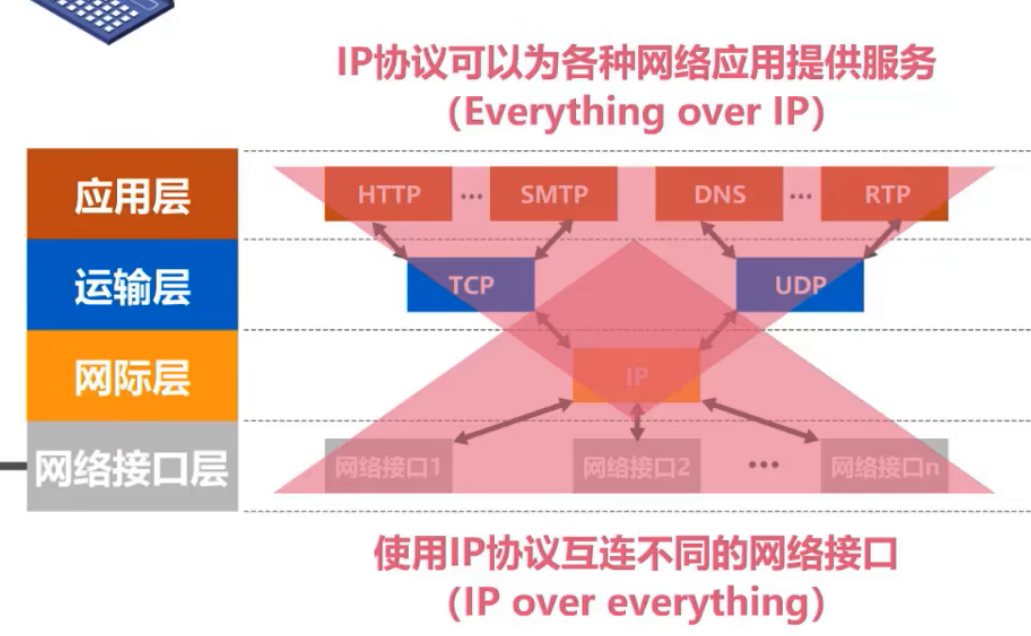 IP协议可以为各种网络应用提供服务
（Everything over IP）
应用层
HTTP ... SMTP DNS ... RTP
运输层
TCP UDP
网际层
IP
网络接口层
网络接口1 网络接口2 ... 网络接口n
使用IP协议互连不同的网络接口
（IP over everything）